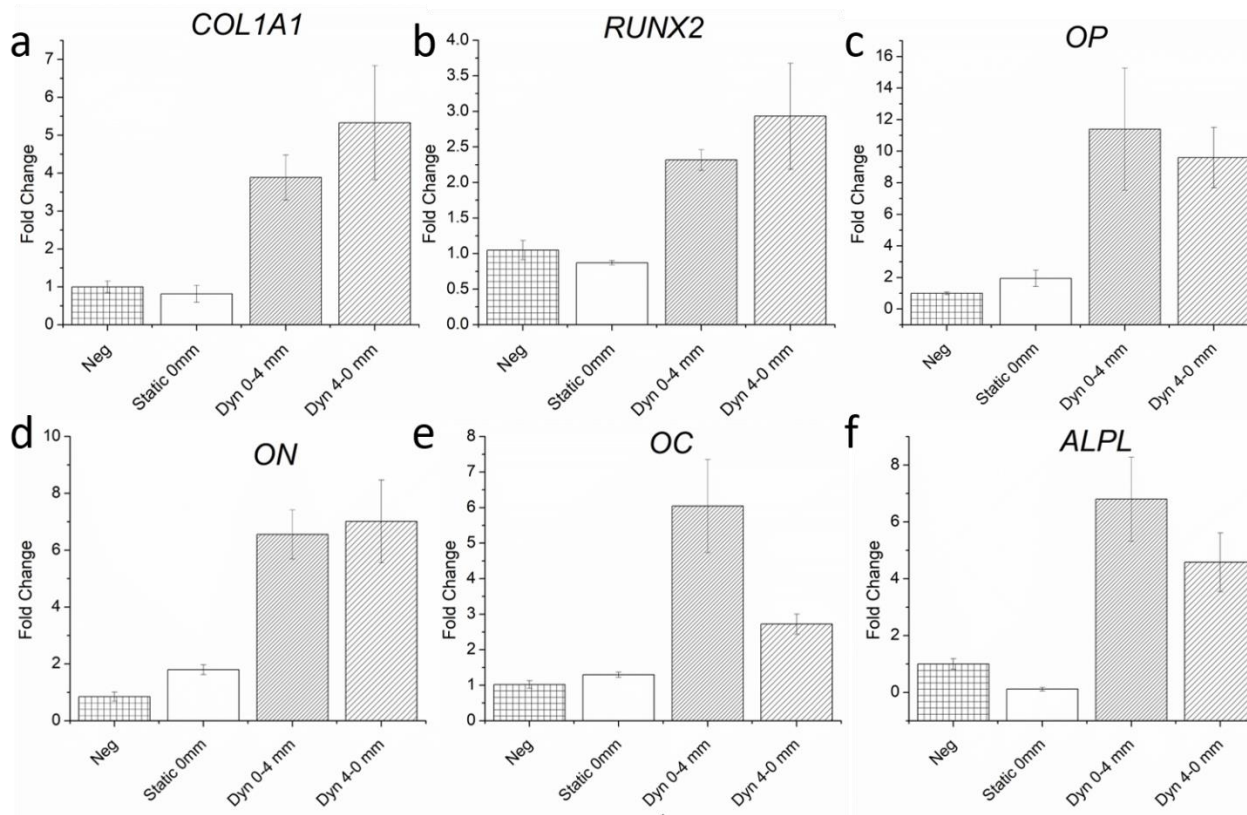 a
COL1A1
Fold Change
7
6
5
4
3
2
1
0
Neg
Static 0mm
Dyn 0-4 mm
Dyn 4-0 mm
b
RUNX2
Fold Change
4.0
3.5
3.0
2.5
2.0
1.5
1.0
0.5
0.0
Neg
Static 0mm
Dyn 0-4 mm
Dyn 4-0 mm
c
OP
Fold Change
16
14
12
10
8
6
4
2
0
Neg
Static 0mm
Dyn 0-4 mm
Dyn 4-0 mm
d
ON
Fold Change
10
8
6
4
2
0
Neg
Static 0mm
Dyn 0-4 mm
Dyn 4-0 mm
e
OC
Fold Change
8
7
6
5
4
3
2
1
0
Neg
Static 0mm
Dyn 0-4 mm
Dyn 4-0 mm
f
ALPL
Fold Change
8
6
4
2
0
Neg
Static 0mm
Dyn 0-4 mm
Dyn 4-0 mm